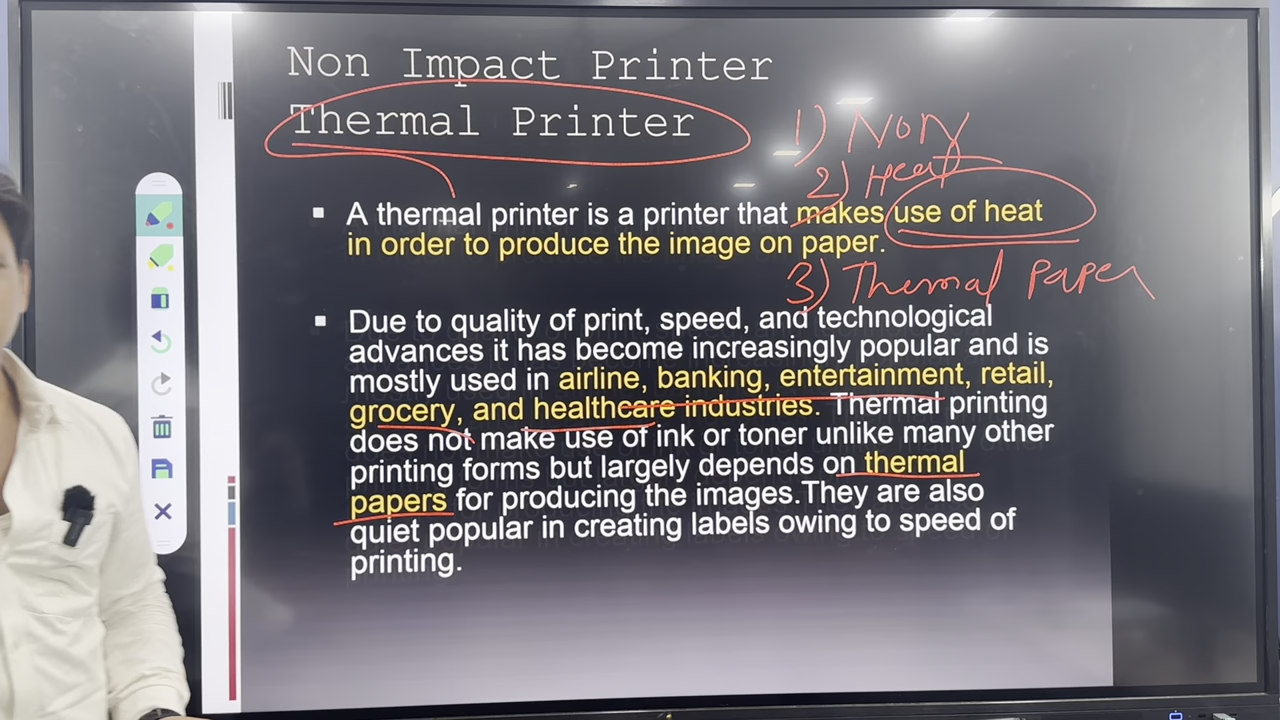 Non Impact Printer
Thermal Printer
1) Non
2) Heat
▪ A thermal printer is a printer that makes use of heat
in order to produce the image on paper.
3) Thermal Paper
▪ Due to quality of print, speed, and technological
advances it has become increasingly popular and is
mostly used in airline, banking, entertainment, retail,
grocery, and healthcare industries. Thermal printing
does not make use of ink or toner unlike many other
printing forms but largely depends on thermal
papers for producing the images.They are also
quiet popular in creating labels owing to speed of
printing.